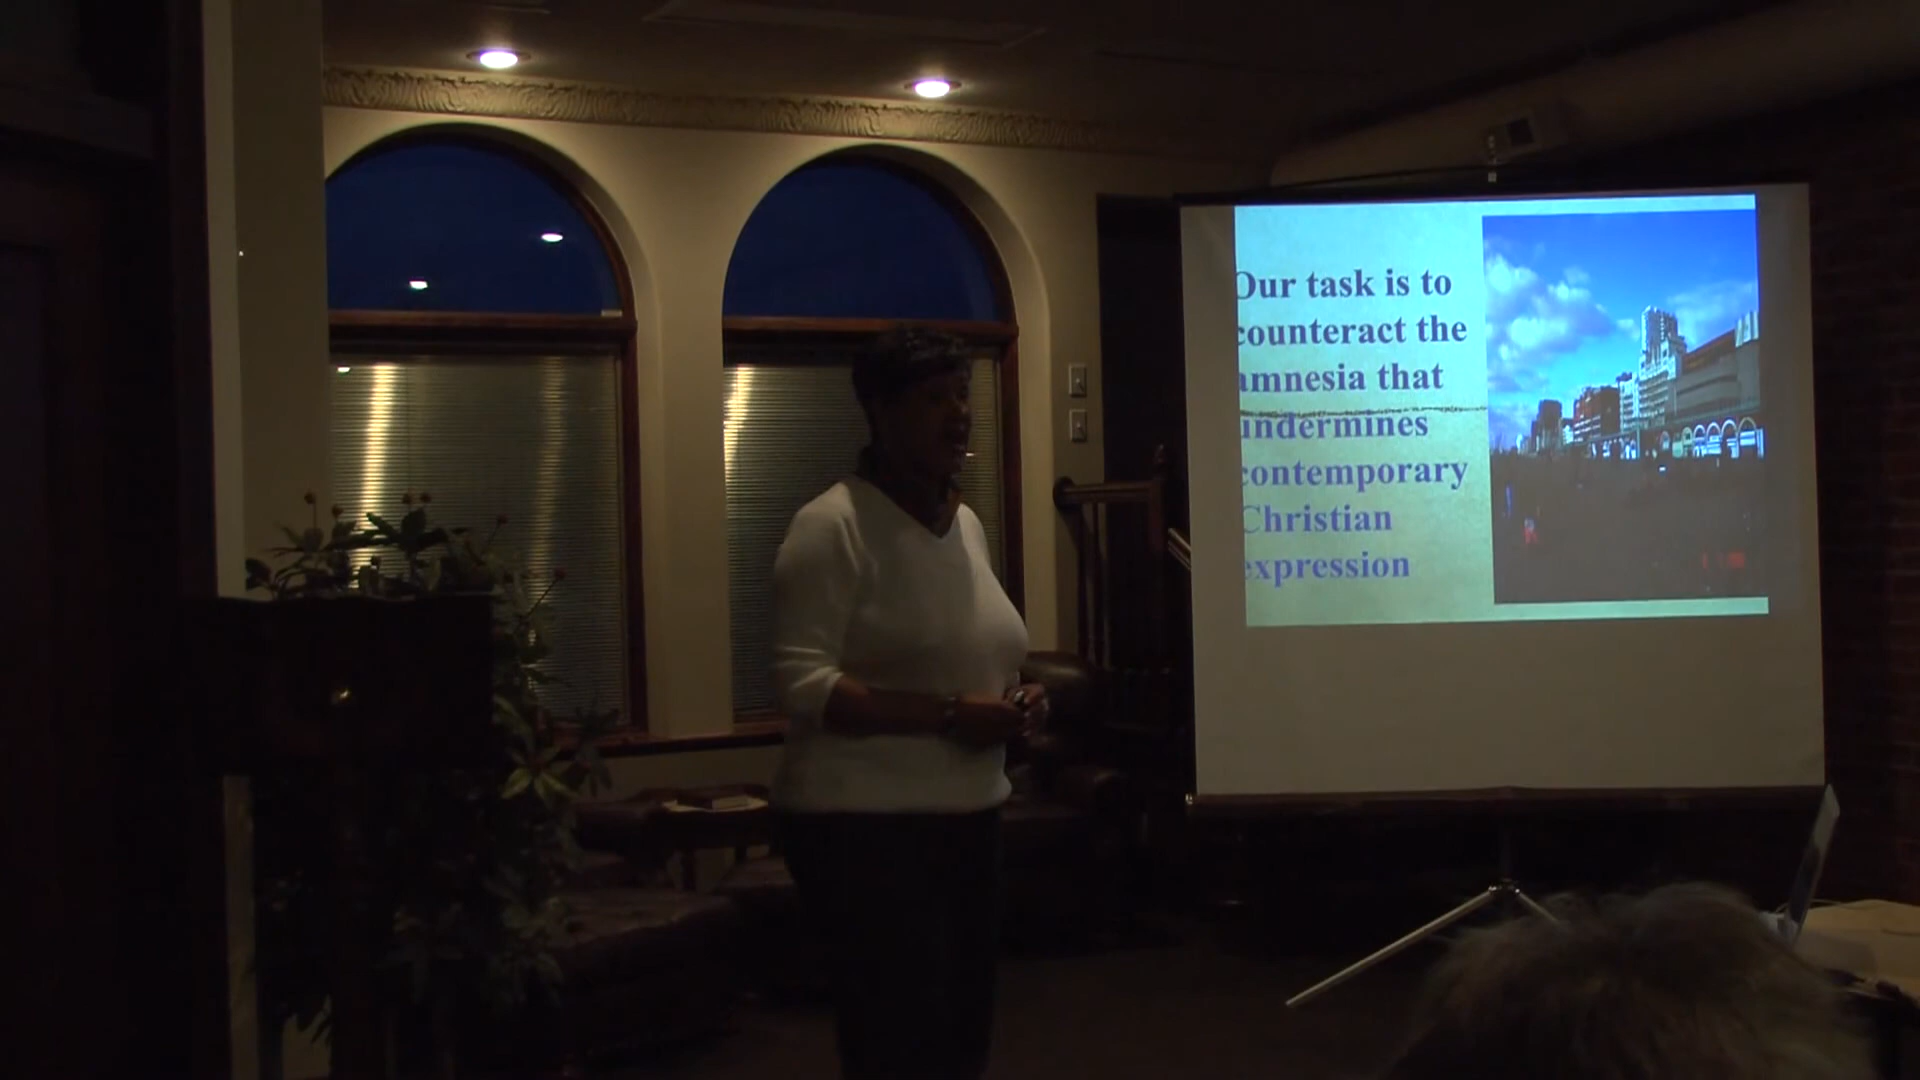 Our task is to
counteract the
amnesia that
undermines
contemporary
Christian
expression